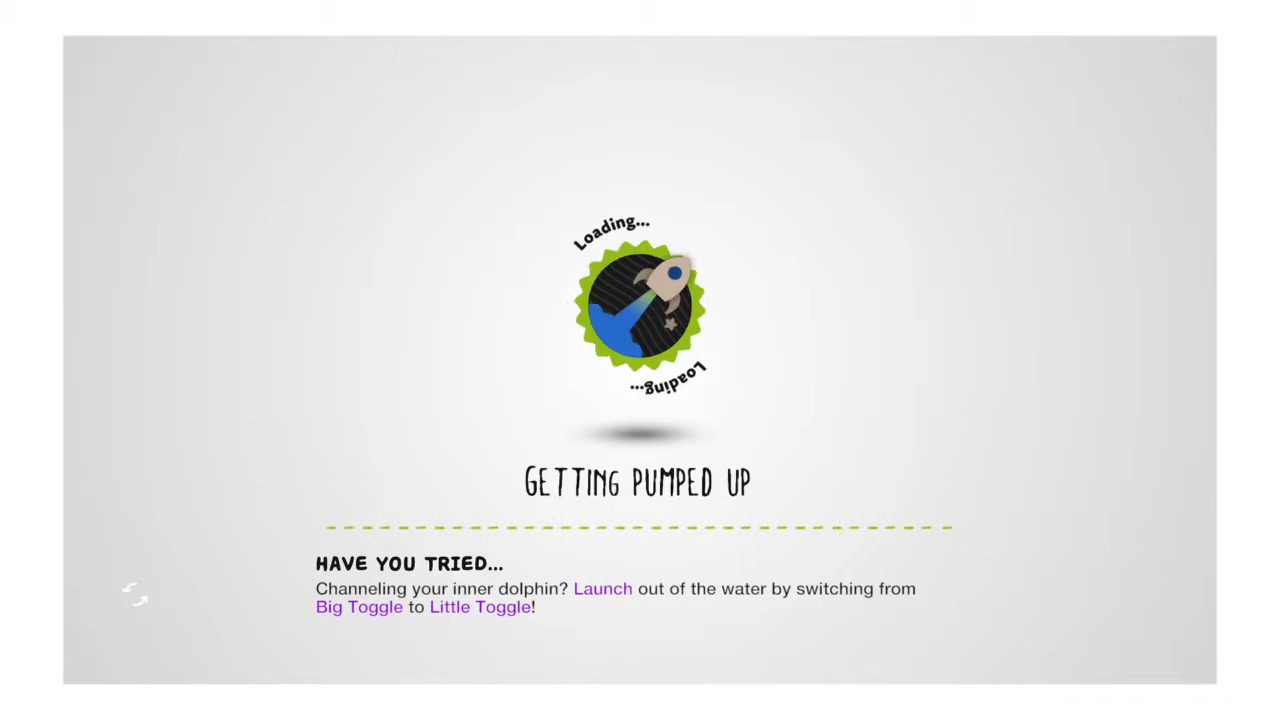 Loading...
Loading...
GETTING PUMPED UP
HAVE YOU TRIED...
Channeling your inner dolphin? Launch out of the water by switching from
Big Toggle to Little Toggle!